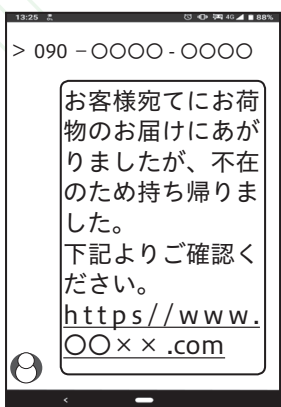 13:25 4G 88%
> 090 －○○○○ - ○○○○
お客様宛てにお荷
物のお届けにあが
りましたが、不在
のため持ち帰りま
した。
下記よりご確認く
ださい。
https//www.
○○××.com